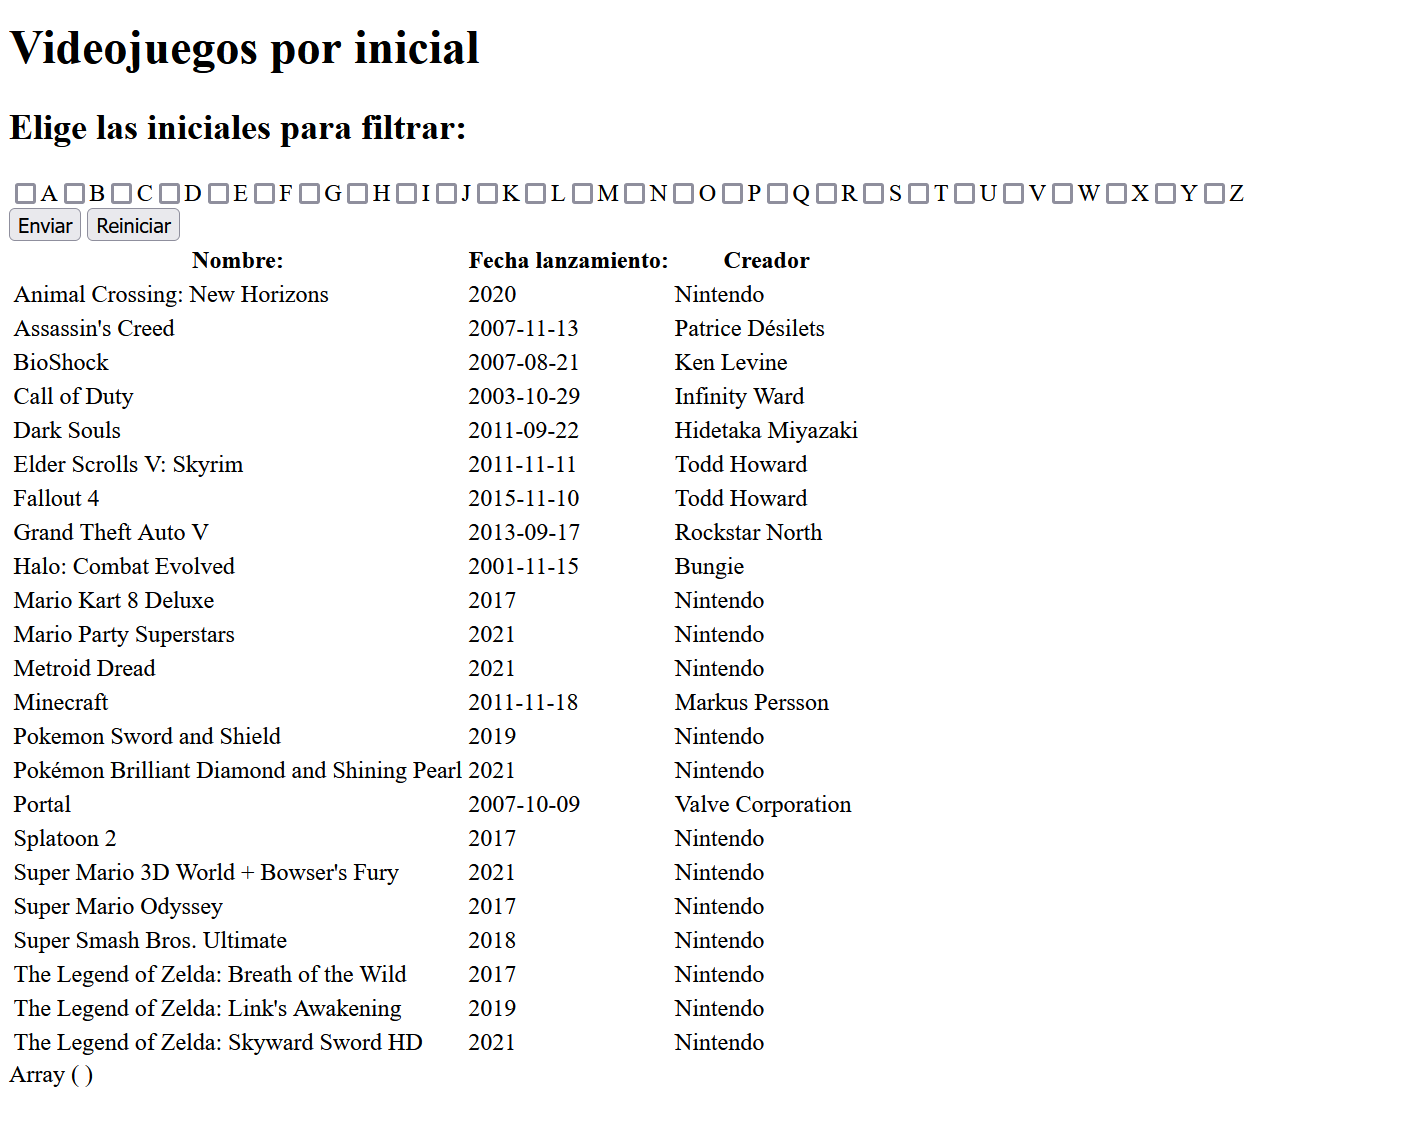 Videojuegos por inicial
Elige las iniciales para filtrar:
A B C D E F G H I J K L M N O P Q R S T U V W X Y Z
Enviar Reiniciar
Nombre: Fecha lanzamiento: Creador
Animal Crossing: New Horizons 2020 Nintendo
Assassin's Creed 2007-11-13 Patrice Désilets
BioShock 2007-08-21 Ken Levine
Call of Duty 2003-10-29 Infinity Ward
Dark Souls 2011-09-22 Hidetaka Miyazaki
Elder Scrolls V: Skyrim 2011-11-11 Todd Howard
Fallout 4 2015-11-10 Todd Howard
Grand Theft Auto V 2013-09-17 Rockstar North
Halo: Combat Evolved 2001-11-15 Bungie
Mario Kart 8 Deluxe 2017 Nintendo
Mario Party Superstars 2021 Nintendo
Metroid Dread 2021 Nintendo
Minecraft 2011-11-18 Markus Persson
Pokemon Sword and Shield 2019 Nintendo
Pokémon Brilliant Diamond and Shining Pearl 2021 Nintendo
Portal 2007-10-09 Valve Corporation
Splatoon 2 2017 Nintendo
Super Mario 3D World + Bowser's Fury 2021 Nintendo
Super Mario Odyssey 2017 Nintendo
Super Smash Bros. Ultimate 2018 Nintendo
The Legend of Zelda: Breath of the Wild 2017 Nintendo
The Legend of Zelda: Link's Awakening 2019 Nintendo
The Legend of Zelda: Skyward Sword HD 2021 Nintendo
Array ( )